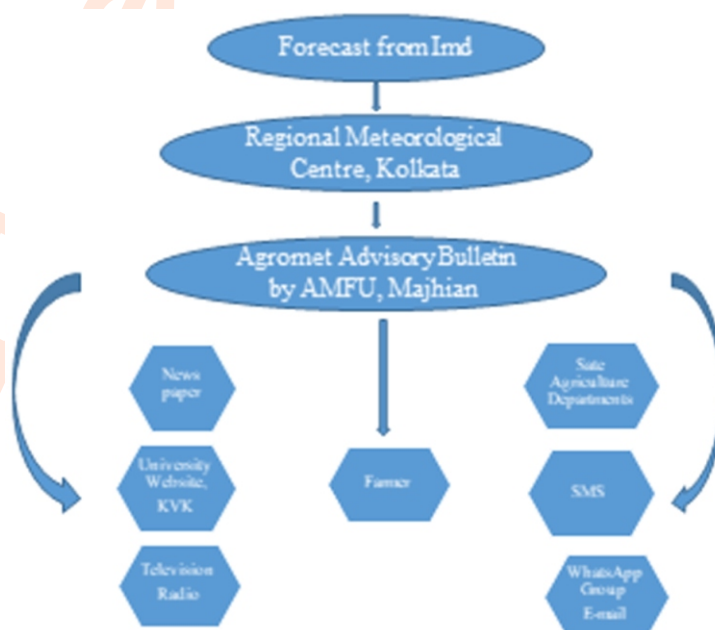 Forecast from Imd
Regional Meteorological
Centre, Kolkata
Agromet Advisory Bulletin
by AMFU, Majhian
News
paper
University
Website,
KVK
Television
Radio
Farmer
Sate
Agriculture
Departments
SMS
WhatsApp
Group
E-mail